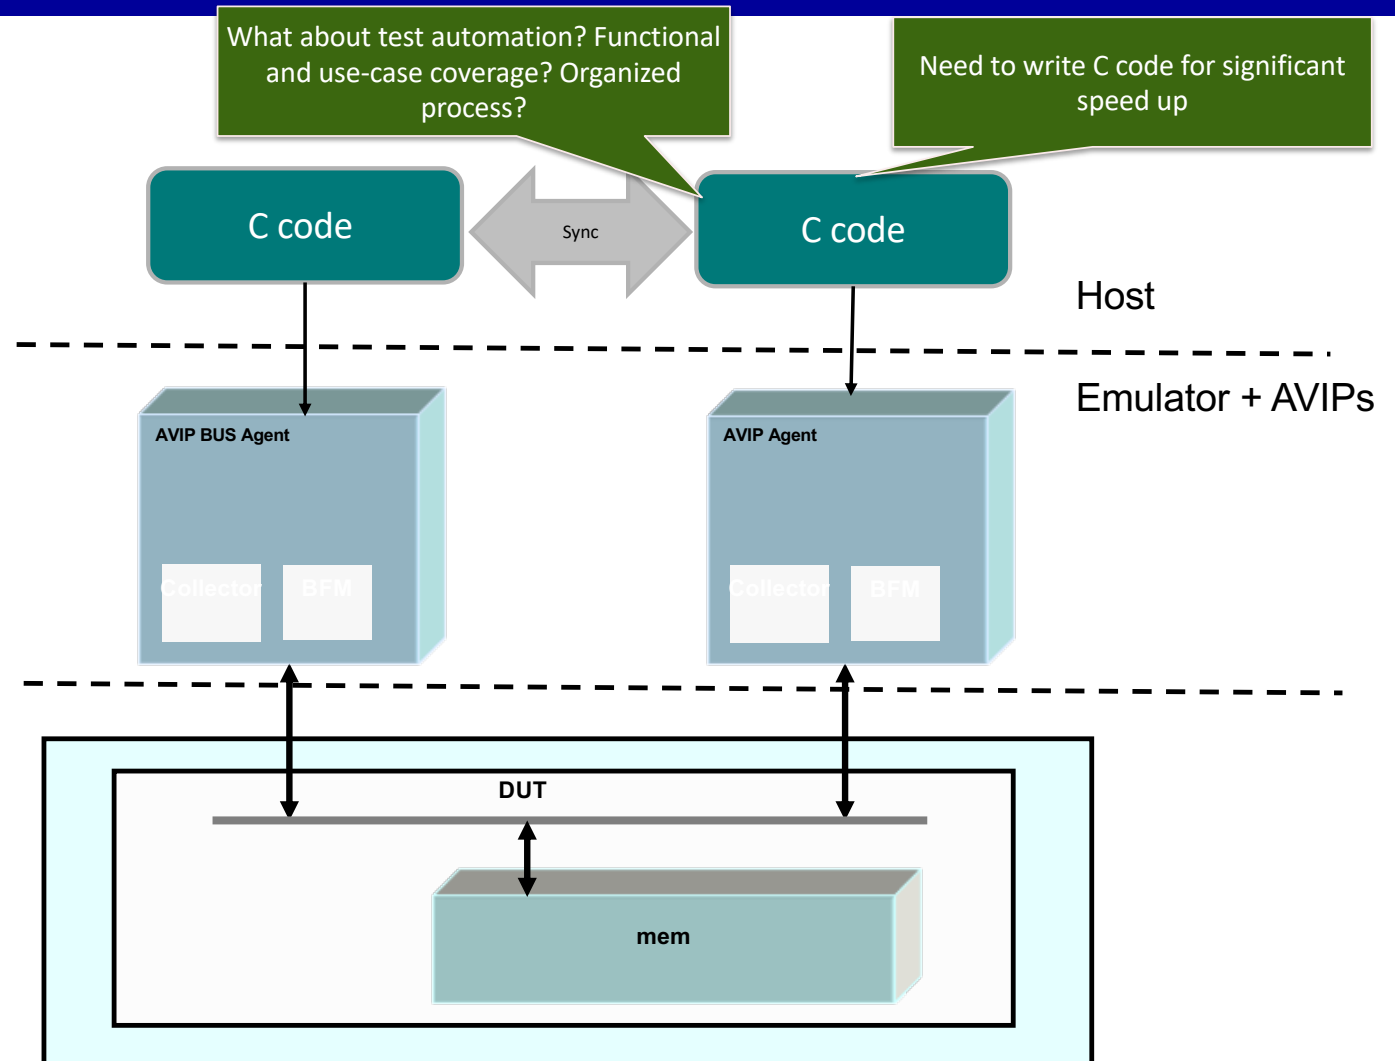 What about test automation? Functional
and use-case coverage? Organized
process?
Need to write C code for significant
speed up
C code
Sync
C code
Host
Emulator + AVIPs
AVIP BUS Agent
AVIP Agent
Collector
BFM
Collector
BFM
DUT
mem